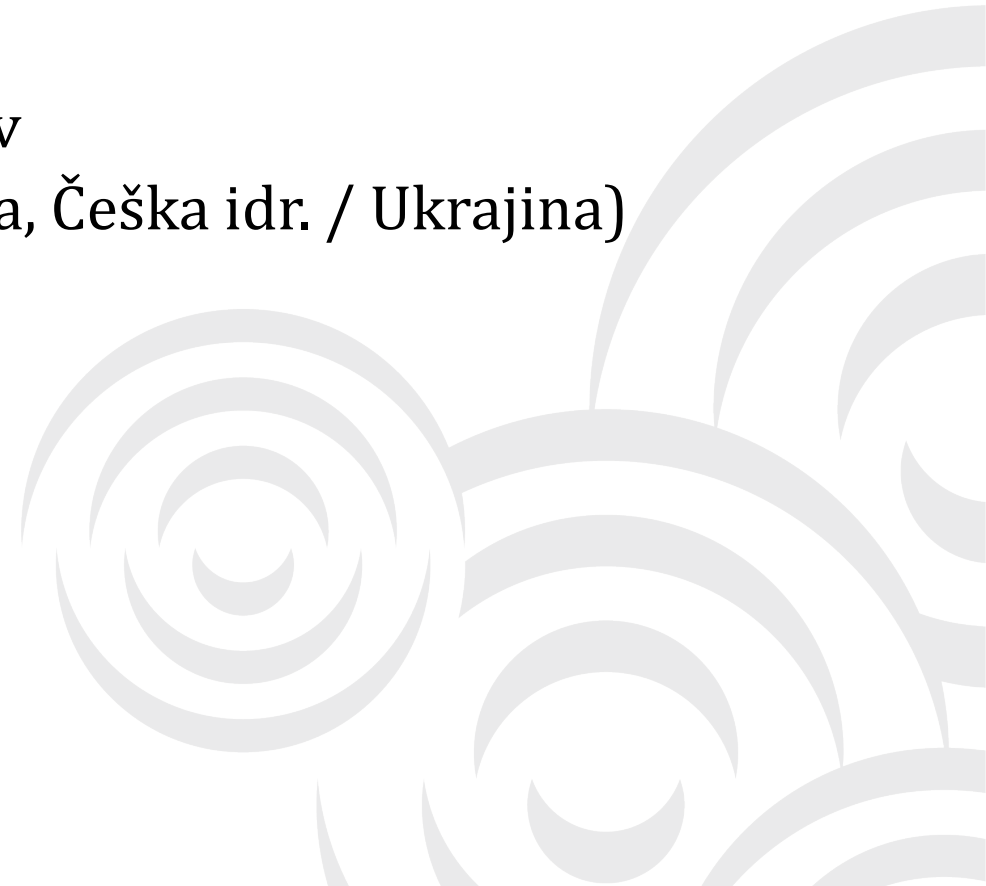 v
a, Češka idr. / Ukrajina)